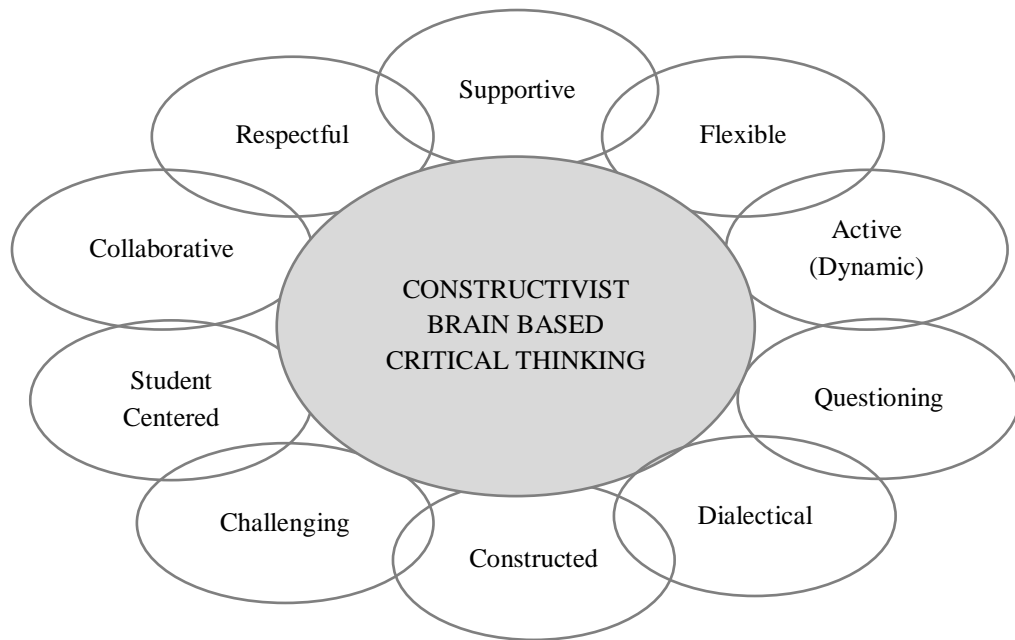 Supportive
Respectful
Flexible
Collaborative
Active
(Dynamic)
CONSTRUCTIVIST
BRAIN BASED
CRITICAL THINKING
Student
Centered
Questioning
Challenging
Dialectical
Constructed